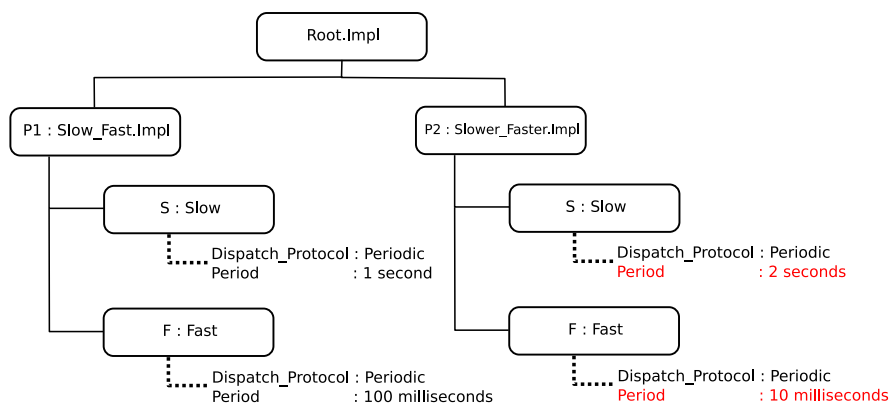 Root.Impl
P1 : Slow_Fast.Impl
P2 : Slower_Faster.Impl
S : Slow
Dispatch_Protocol : Periodic
Period : 1 second
F : Fast
Dispatch_Protocol : Periodic
Period : 100 milliseconds
S : Slow
Dispatch_Protocol : Periodic
Period : 2 seconds
F : Fast
Dispatch_Protocol : Periodic
Period : 10 milliseconds